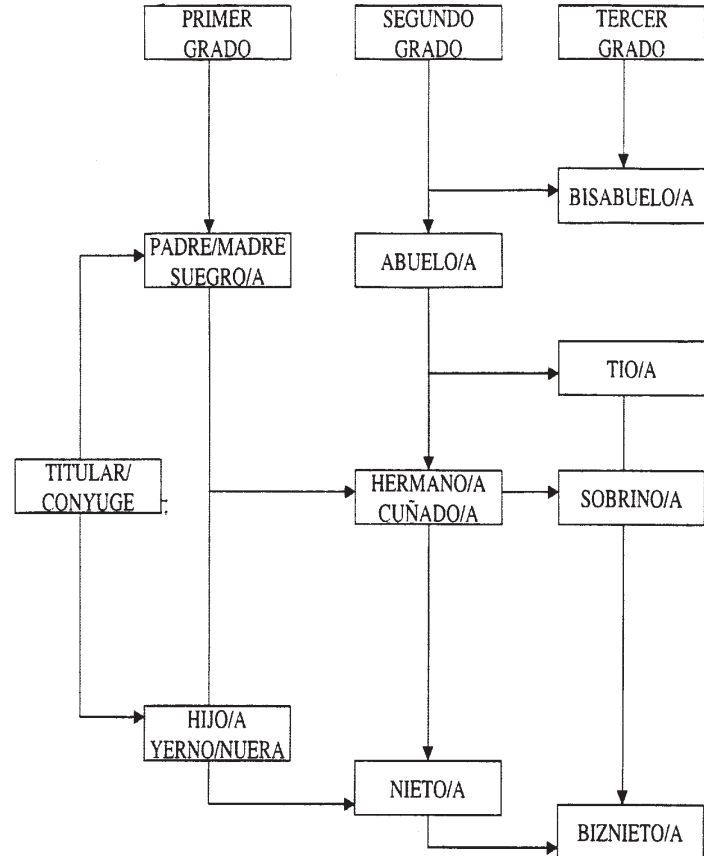 PRIMER
GRADO
SEGUNDO
GRADO
TERCER
GRADO
BISABUELO/A
PADRE/MADRE
SUEGRO/A
ABUELO/A
TIO/A
TITULAR/
CONYUGE
HERMANO/A
CUÑADO/A
SOBRINO/A
HIJO/A
YERNO/NUERA
NIETO/A
BIZNIETO/A